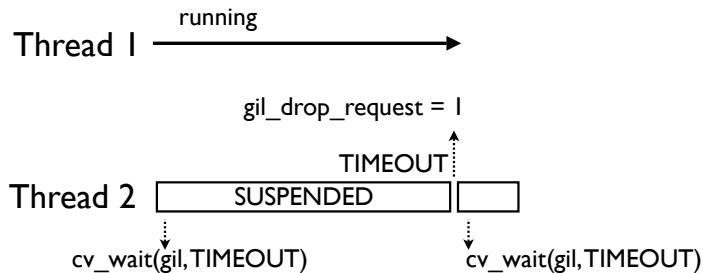 running
Thread 1
gil_drop_request = 1
TIMEOUT
Thread 2 SUSPENDED
cv_wait(gil,TIMEOUT) cv_wait(gil,TIMEOUT)